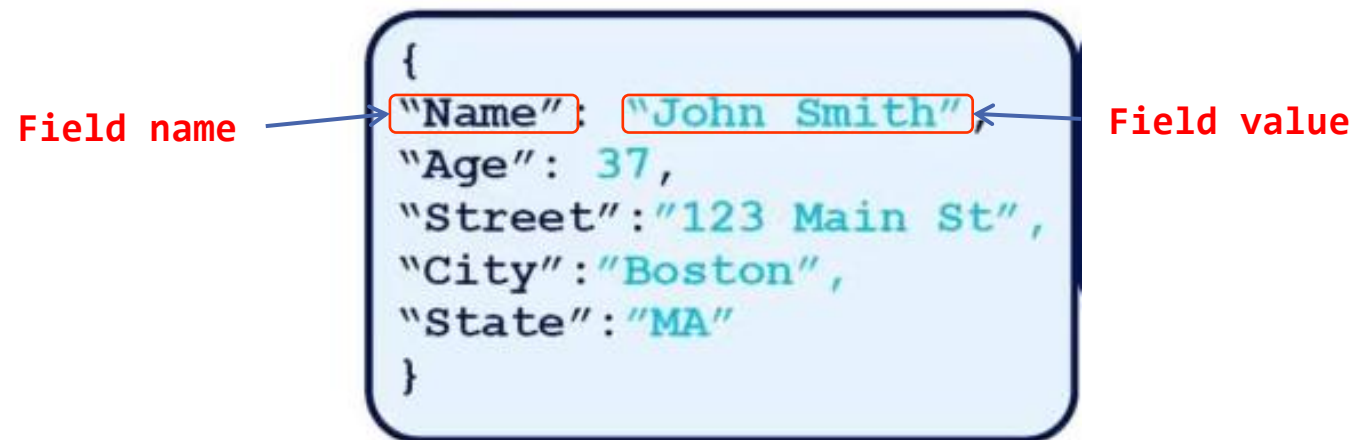 {
Field name
“Name”: “John Smith”,
Field value
“Age”: 37,
“Street”:”123 Main St”,
“City”:”Boston”,
“State”:”MA”
}